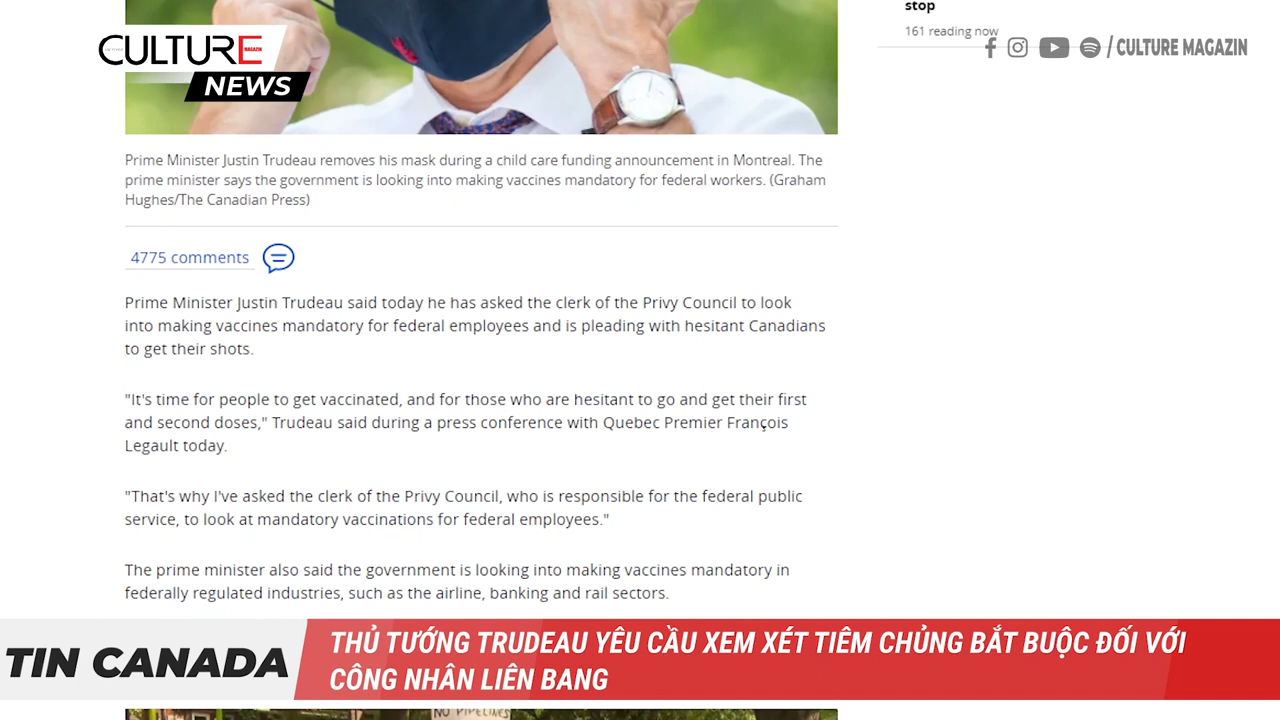 stop
161 reading now
CULTURE
MAGAZIN
NEWS
/ CULTURE MAGAZIN
Prime Minister Justin Trudeau removes his mask during a child care funding announcement in Montreal. The
prime minister says the government is looking into making vaccines mandatory for federal workers. (Graham
Hughes/The Canadian Press)
4775 comments
Prime Minister Justin Trudeau said today he has asked the clerk of the Privy Council to look
into making vaccines mandatory for federal employees and is pleading with hesitant Canadians
to get their shots.
"It's time for people to get vaccinated, and for those who are hesitant to go and get their first
and second doses," Trudeau said during a press conference with Quebec Premier François
Legault today.
"That's why I've asked the clerk of the Privy Council, who is responsible for the federal public
service, to look at mandatory vaccinations for federal employees."
The prime minister also said the government is looking into making vaccines mandatory in
federally regulated industries, such as the airline, banking and rail sectors.
TIN CANADA
THỦ TƯỚNG TRUDEAU YÊU CẦU XEM XÉT TIÊM CHỦNG BẮT BUỘC ĐỐI VỚI
CÔNG NHÂN LIÊN BANG
NO PIPELINES